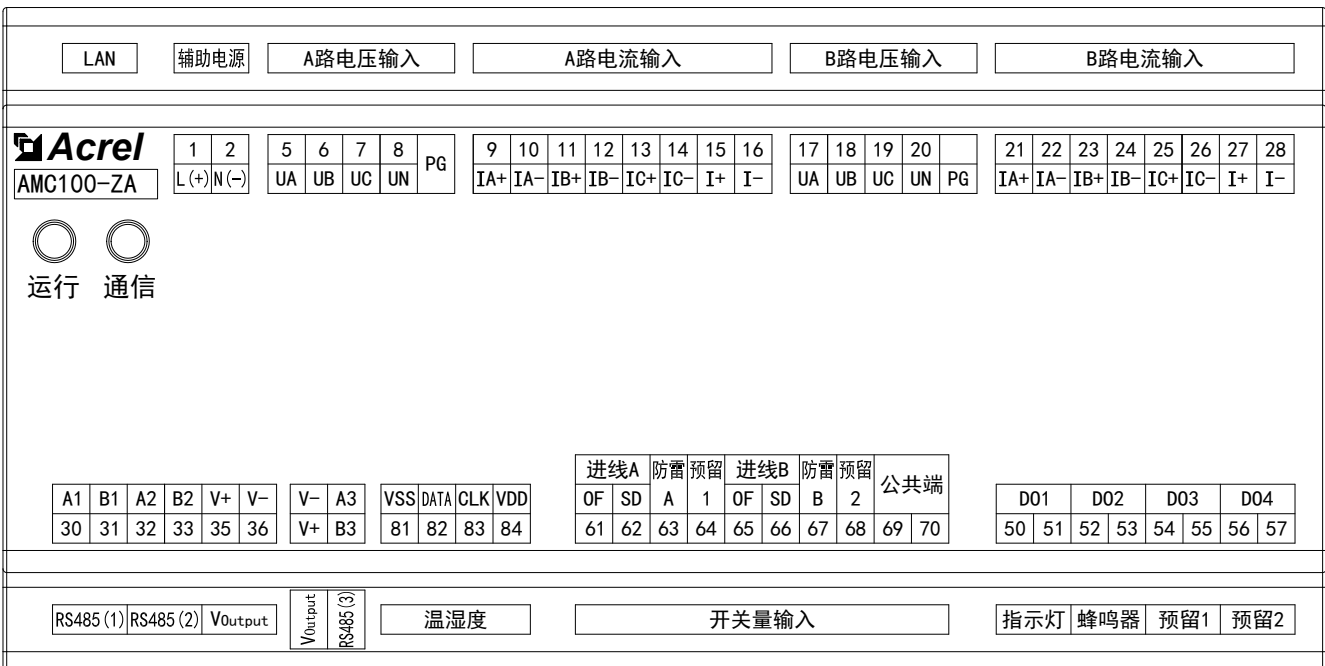 LAN 辅助电源 A路电压输入 A路电流输入 B路电压输入 B路电流输入
Acrel 1 2 5 6 7 8 PG 9 10 11 12 13 14 15 16 17 18 19 20 21 22 23 24 25 26 27 28
AMC100-ZA L(+) N(-) UA UB UC UN IA+ IA- IB+ IB- IC+ IC- I+ I- UA UB UC UN PG IA+ IA- IB+ IB- IC+ IC- I+ I-
运行 通信
进线A 防雷 预留 进线B 防雷 预留 公共端
A1 B1 A2 B2 V+ V- V- A3 VSS DATA CLK VDD OF SD A 1 OF SD B 2 DO1 DO2 DO3 DO4
30 31 32 33 35 36 V+ B3 81 82 83 84 61 62 63 64 65 66 67 68 69 70 50 51 52 53 54 55 56 57
RS485(1) RS485(2) VOutput VOutput RS485(3) 温湿度 开关量输入 指示灯 蜂鸣器 预留1 预留2